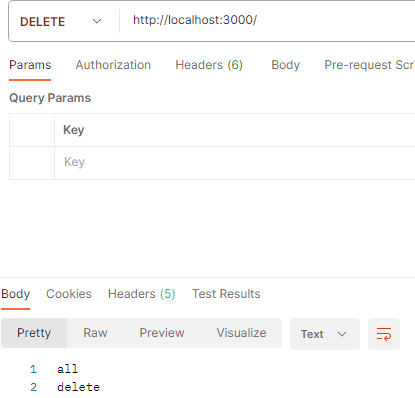 DELETE http://localhost:3000/
Params Authorization Headers (6) Body Pre-request Scr
Query Params
Key
Key
Body Cookies Headers (5) Test Results
Pretty Raw Preview Visualize Text
1 all
2 delete